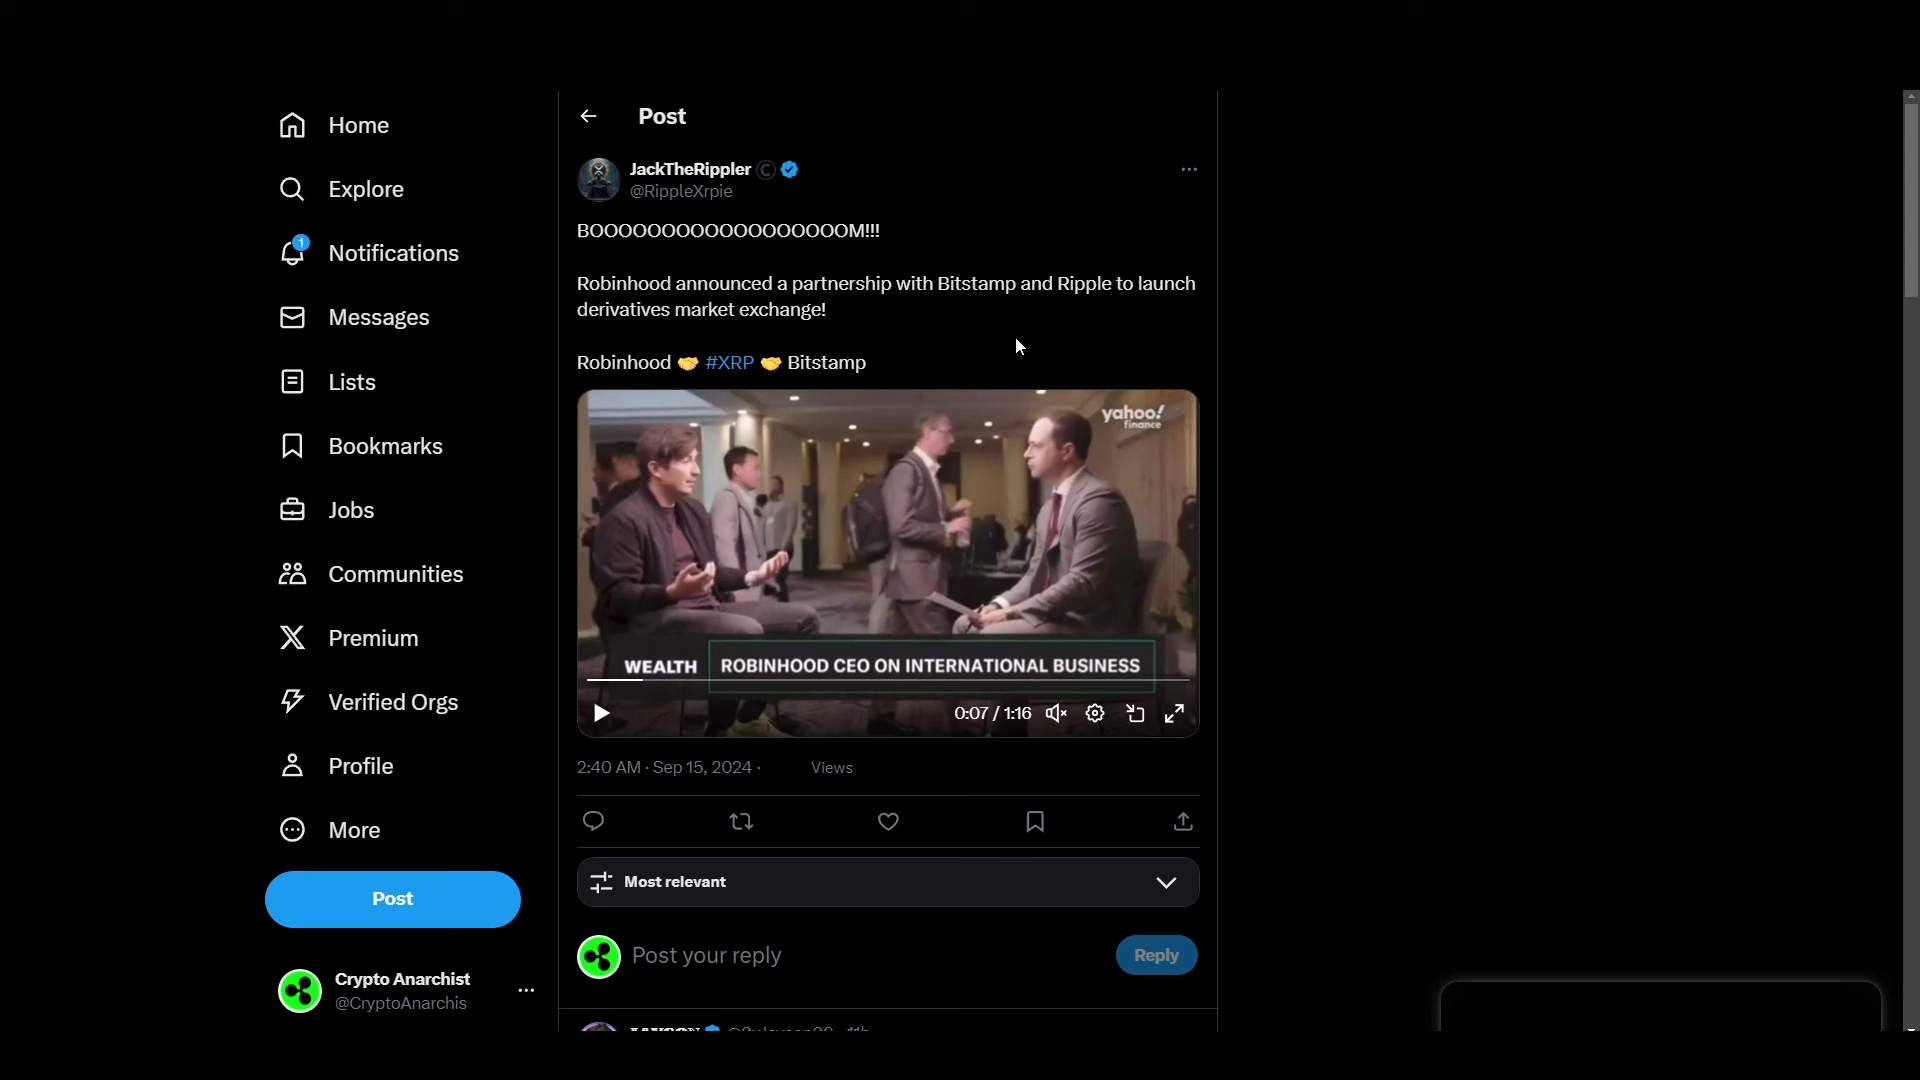 Home
Explore
1
Notifications
Messages
Lists
Bookmarks
Jobs
Communities
Premium
Verified Orgs
Profile
More
Post
Crypto Anarchist
@CryptoAnarchis
Post
JackTheRippler ©
@RippleXrpie
BOOOOOOOOOOOOOOOOOOM!!!
Robinhood announced a partnership with Bitstamp and Ripple to launch
derivatives market exchange!
Robinhood 🤝 #XRP 🤝 Bitstamp
yahoo!
finance
WEALTH ROBINHOOD CEO ON INTERNATIONAL BUSINESS
0:07 / 1:16
2:40 AM · Sep 15, 2024 · Views
Most relevant
Post your reply
Reply